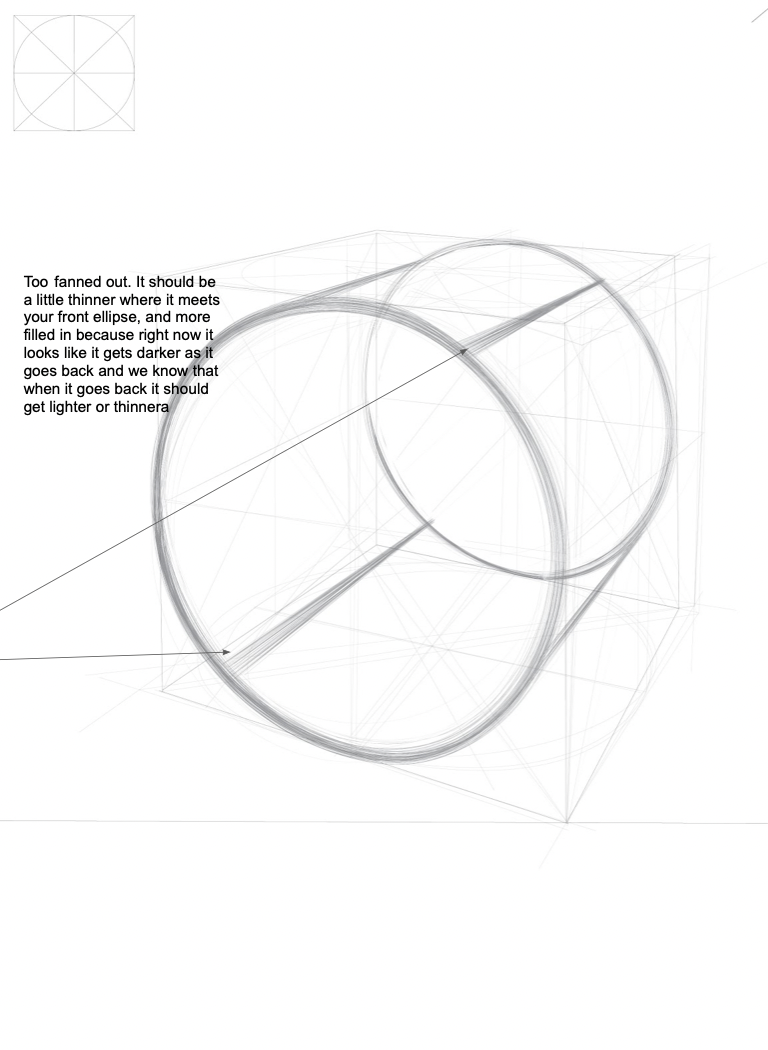 Too fanned out. It should be
a little thinner where it meets
your front ellipse, and more
filled in because right now it
looks like it gets darker as it
goes back and we know that
when it goes back it should
get lighter or thinnera